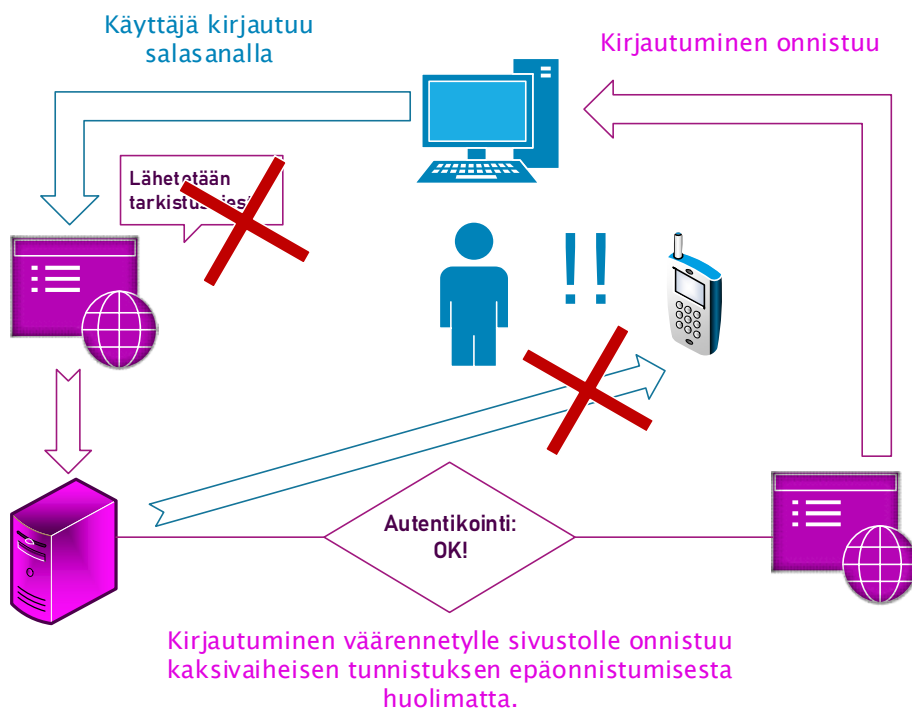 Käyttäjä kirjautuu
salasanalla
Kirjautuminen onnistuu
Lähetetään
Autentikointi:
OK!
Kirjautuminen väärennetylle sivustolle onnistuu
kaksivaiheisen tunnistuksen epäonnistumisesta
huolimatta.